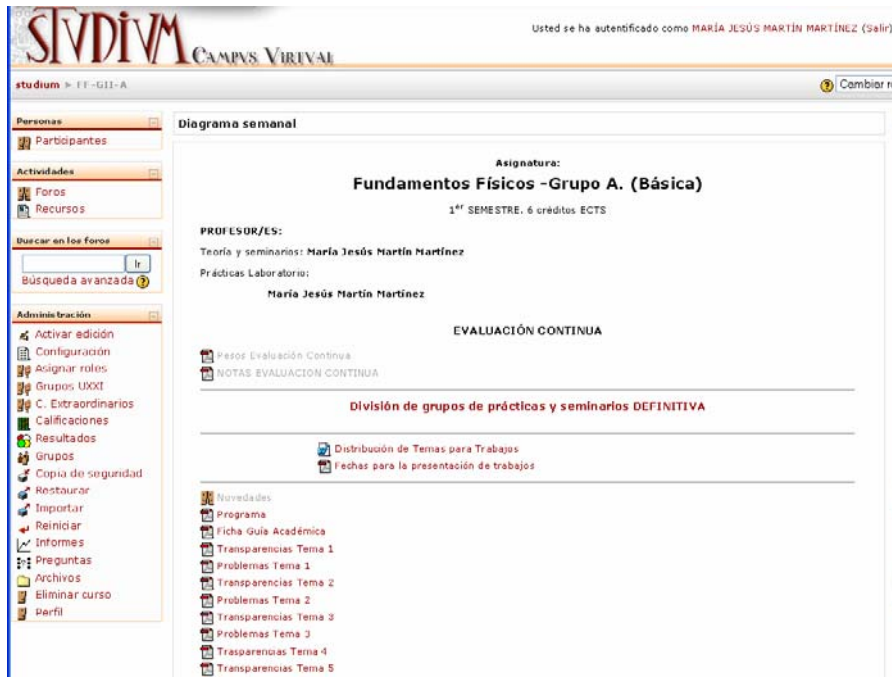 STVDIVM CAMPVS VIRTVAL
Usted se ha autentificado como MARÍA JESÚS MARTÍN MARTÍNEZ (Salir)
studium ► FF-GII-A
Cambiar r
Personas
Participantes
Actividades
Foros
Recursos
Buscar en los foros
Ir
Búsqueda avanzada
Administración
Activar edición
Configuración
Asignar roles
Grupos UXXI
C. Extraordinarios
Calificaciones
Resultados
Grupos
Copia de seguridad
Restaurar
Importar
Reiniciar
Informes
Preguntas
Archivos
Eliminar curso
Perfil
Diagrama semanal
Asignatura:
Fundamentos Físicos -Grupo A. (Básica)
1er SEMESTRE. 6 créditos ECTS
PROFESOR/ES:
Teoría y seminarios: María Jesús Martín Martínez
Prácticas Laboratorio:
María Jesús Martín Martínez
EVALUACIÓN CONTINUA
Pesos Evaluación Continua
NOTAS EVALUACION CONTINUA
División de grupos de prácticas y seminarios DEFINITIVA
Distribución de Temas para Trabajos
Fechas para la presentación de trabajos
Novedades
Programa
Ficha Guía Académica
Transparencias Tema 1
Problemas Tema 1
Transparencias Tema 2
Problemas Tema 2
Transparencias Tema 3
Problemas Tema 3
Trasparencias Tema 4
Transparencias Tema 5